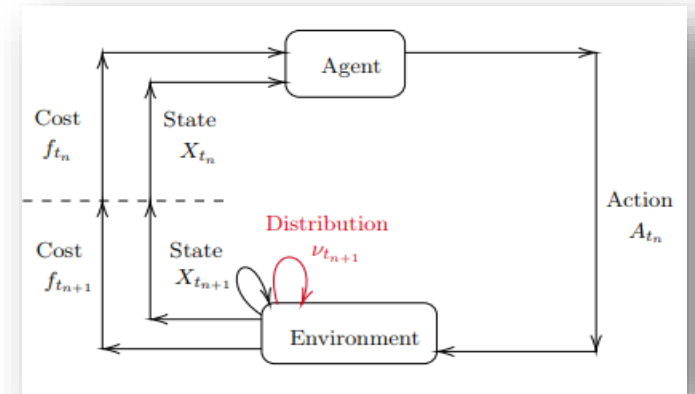 Agent
Cost
f_{t_n}
State
X_{t_n}
Action
A_{t_n}
Distribution
ν_{t_{n+1}}
Cost
f_{t_{n+1}}
State
X_{t_{n+1}}
Environment